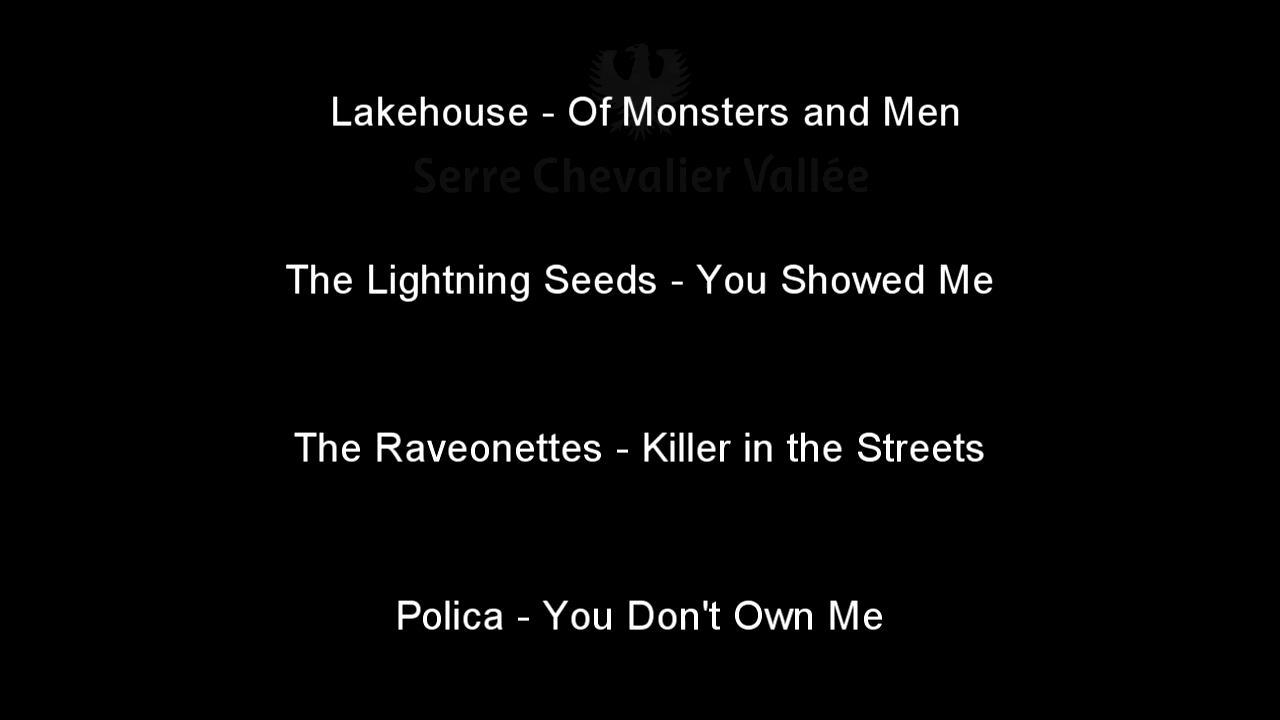 Lakehouse - Of Monsters and Men
Serre Chevalier Vallée
The Lightning Seeds - You Showed Me
The Raveonettes - Killer in the Streets
Polica - You Don't Own Me